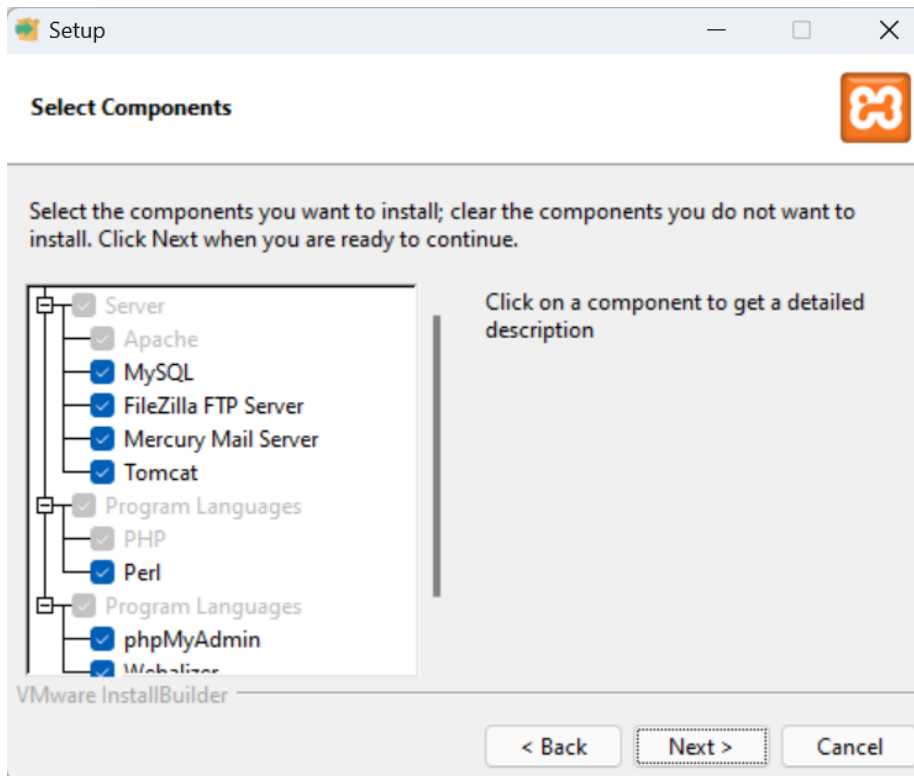 Setup
Select Components
Select the components you want to install; clear the components you do not want to
install. Click Next when you are ready to continue.
Server
Apache
MySQL
FileZilla FTP Server
Mercury Mail Server
Tomcat
Program Languages
PHP
Perl
Program Languages
phpMyAdmin
Webalizer
Click on a component to get a detailed
description
VMware InstallBuilder
< Back
Next >
Cancel